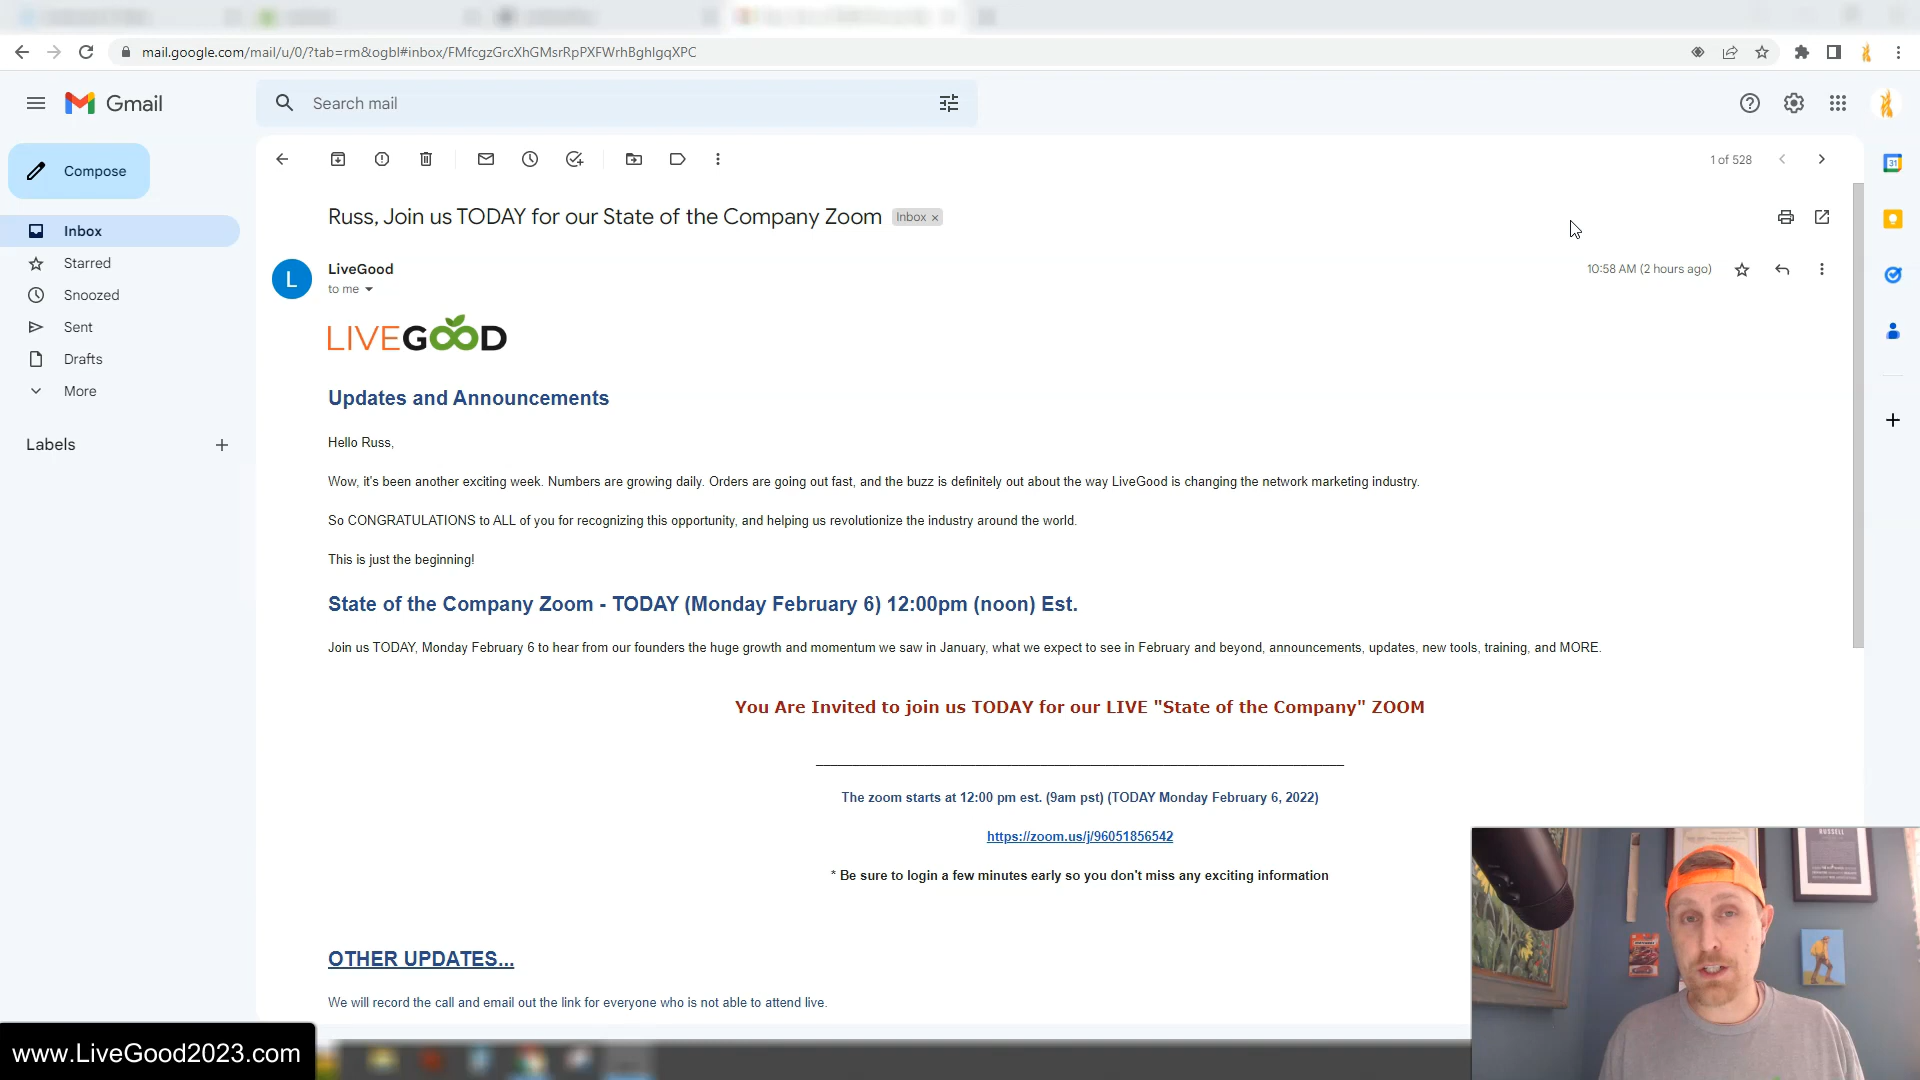 mail.google.com/mail/u/0/?tab=rm&ogbl#inbox/FMfcgzGrcXhGMsrRpPXFWrhBghlgqXPC
Gmail
Search mail
Compose
1 of 528
Russ, Join us TODAY for our State of the Company Zoom
Inbox ×
Inbox
Starred
Snoozed
Sent
Drafts
More
Labels
L
LiveGood
10:58 AM (2 hours ago)
to me
LIVEGOOD
Updates and Announcements
Hello Russ,
Wow, it's been another exciting week. Numbers are growing daily. Orders are going out fast, and the buzz is definitely out about the way LiveGood is changing the network marketing industry.
So CONGRATULATIONS to ALL of you for recognizing this opportunity, and helping us revolutionize the industry around the world.
This is just the beginning!
State of the Company Zoom - TODAY (Monday February 6) 12:00pm (noon) Est.
Join us TODAY, Monday February 6 to hear from our founders the huge growth and momentum we saw in January, what we expect to see in February and beyond, announcements, updates, new tools, training, and MORE.
You Are Invited to join us TODAY for our LIVE "State of the Company" ZOOM
The zoom starts at 12:00 pm est. (9am pst) (TODAY Monday February 6, 2022)
https://zoom.us/j/96051856542
* Be sure to login a few minutes early so you don't miss any exciting information
OTHER UPDATES...
We will record the call and email out the link for everyone who is not able to attend live.
31
RUSSELL
www.LiveGood2023.com